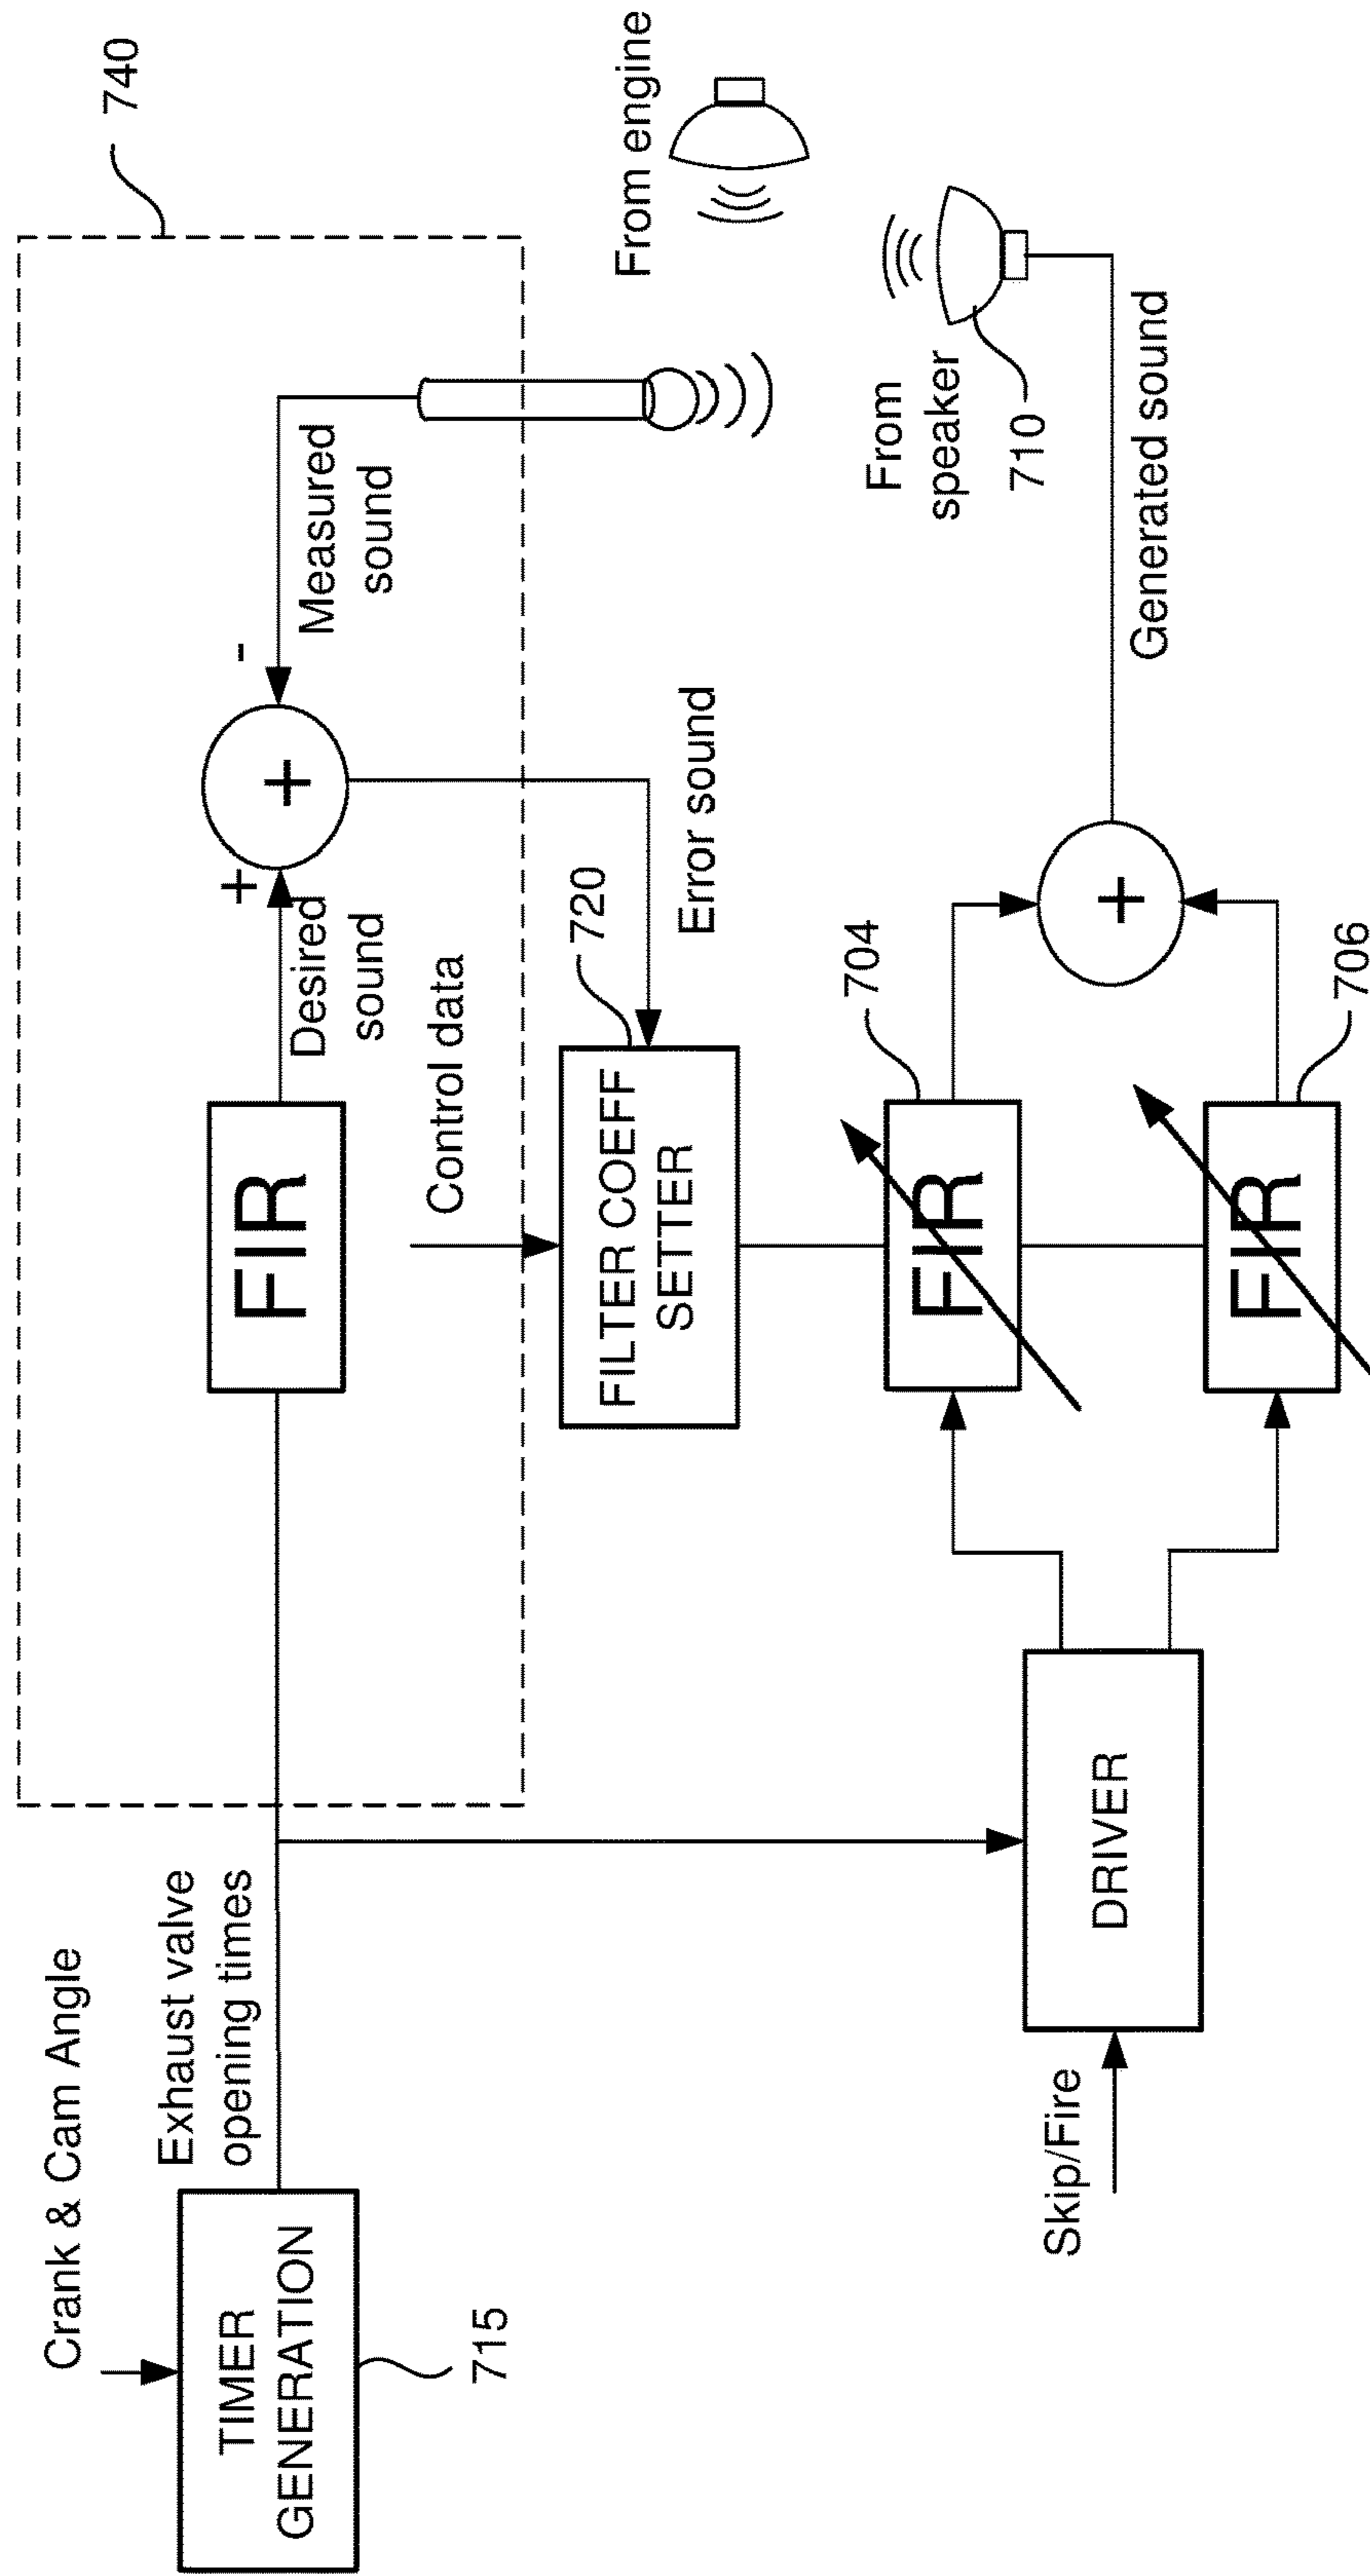 Crank & Cam Angle
TIMER
GENERATION
715
Exhaust valve
opening times
740
FIR
Desired
sound
+
+
-
Measured
sound
Control data
FILTER COEFF
SETTER
720
Error sound
From engine
Skip/Fire
DRIVER
FIR
704
FIR
706
+
Generated sound
From
speaker
710